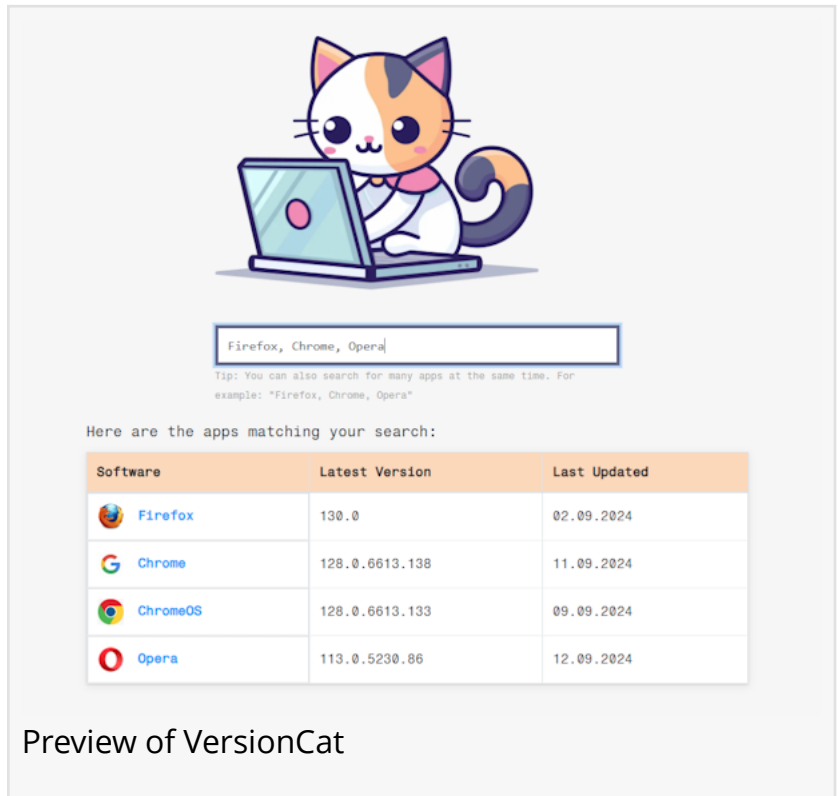 Firefox, Chrome, Opera
Tip: You can also search for many apps at the same time. For
example: "Firefox, Chrome, Opera"
Here are the apps matching your search:
Software Latest Version Last Updated
Firefox 130.0 02.09.2024
Chrome 128.0.6613.138 11.09.2024
ChromeOS 128.0.6613.133 09.09.2024
Opera 113.0.5230.86 12.09.2024
Preview of VersionCat